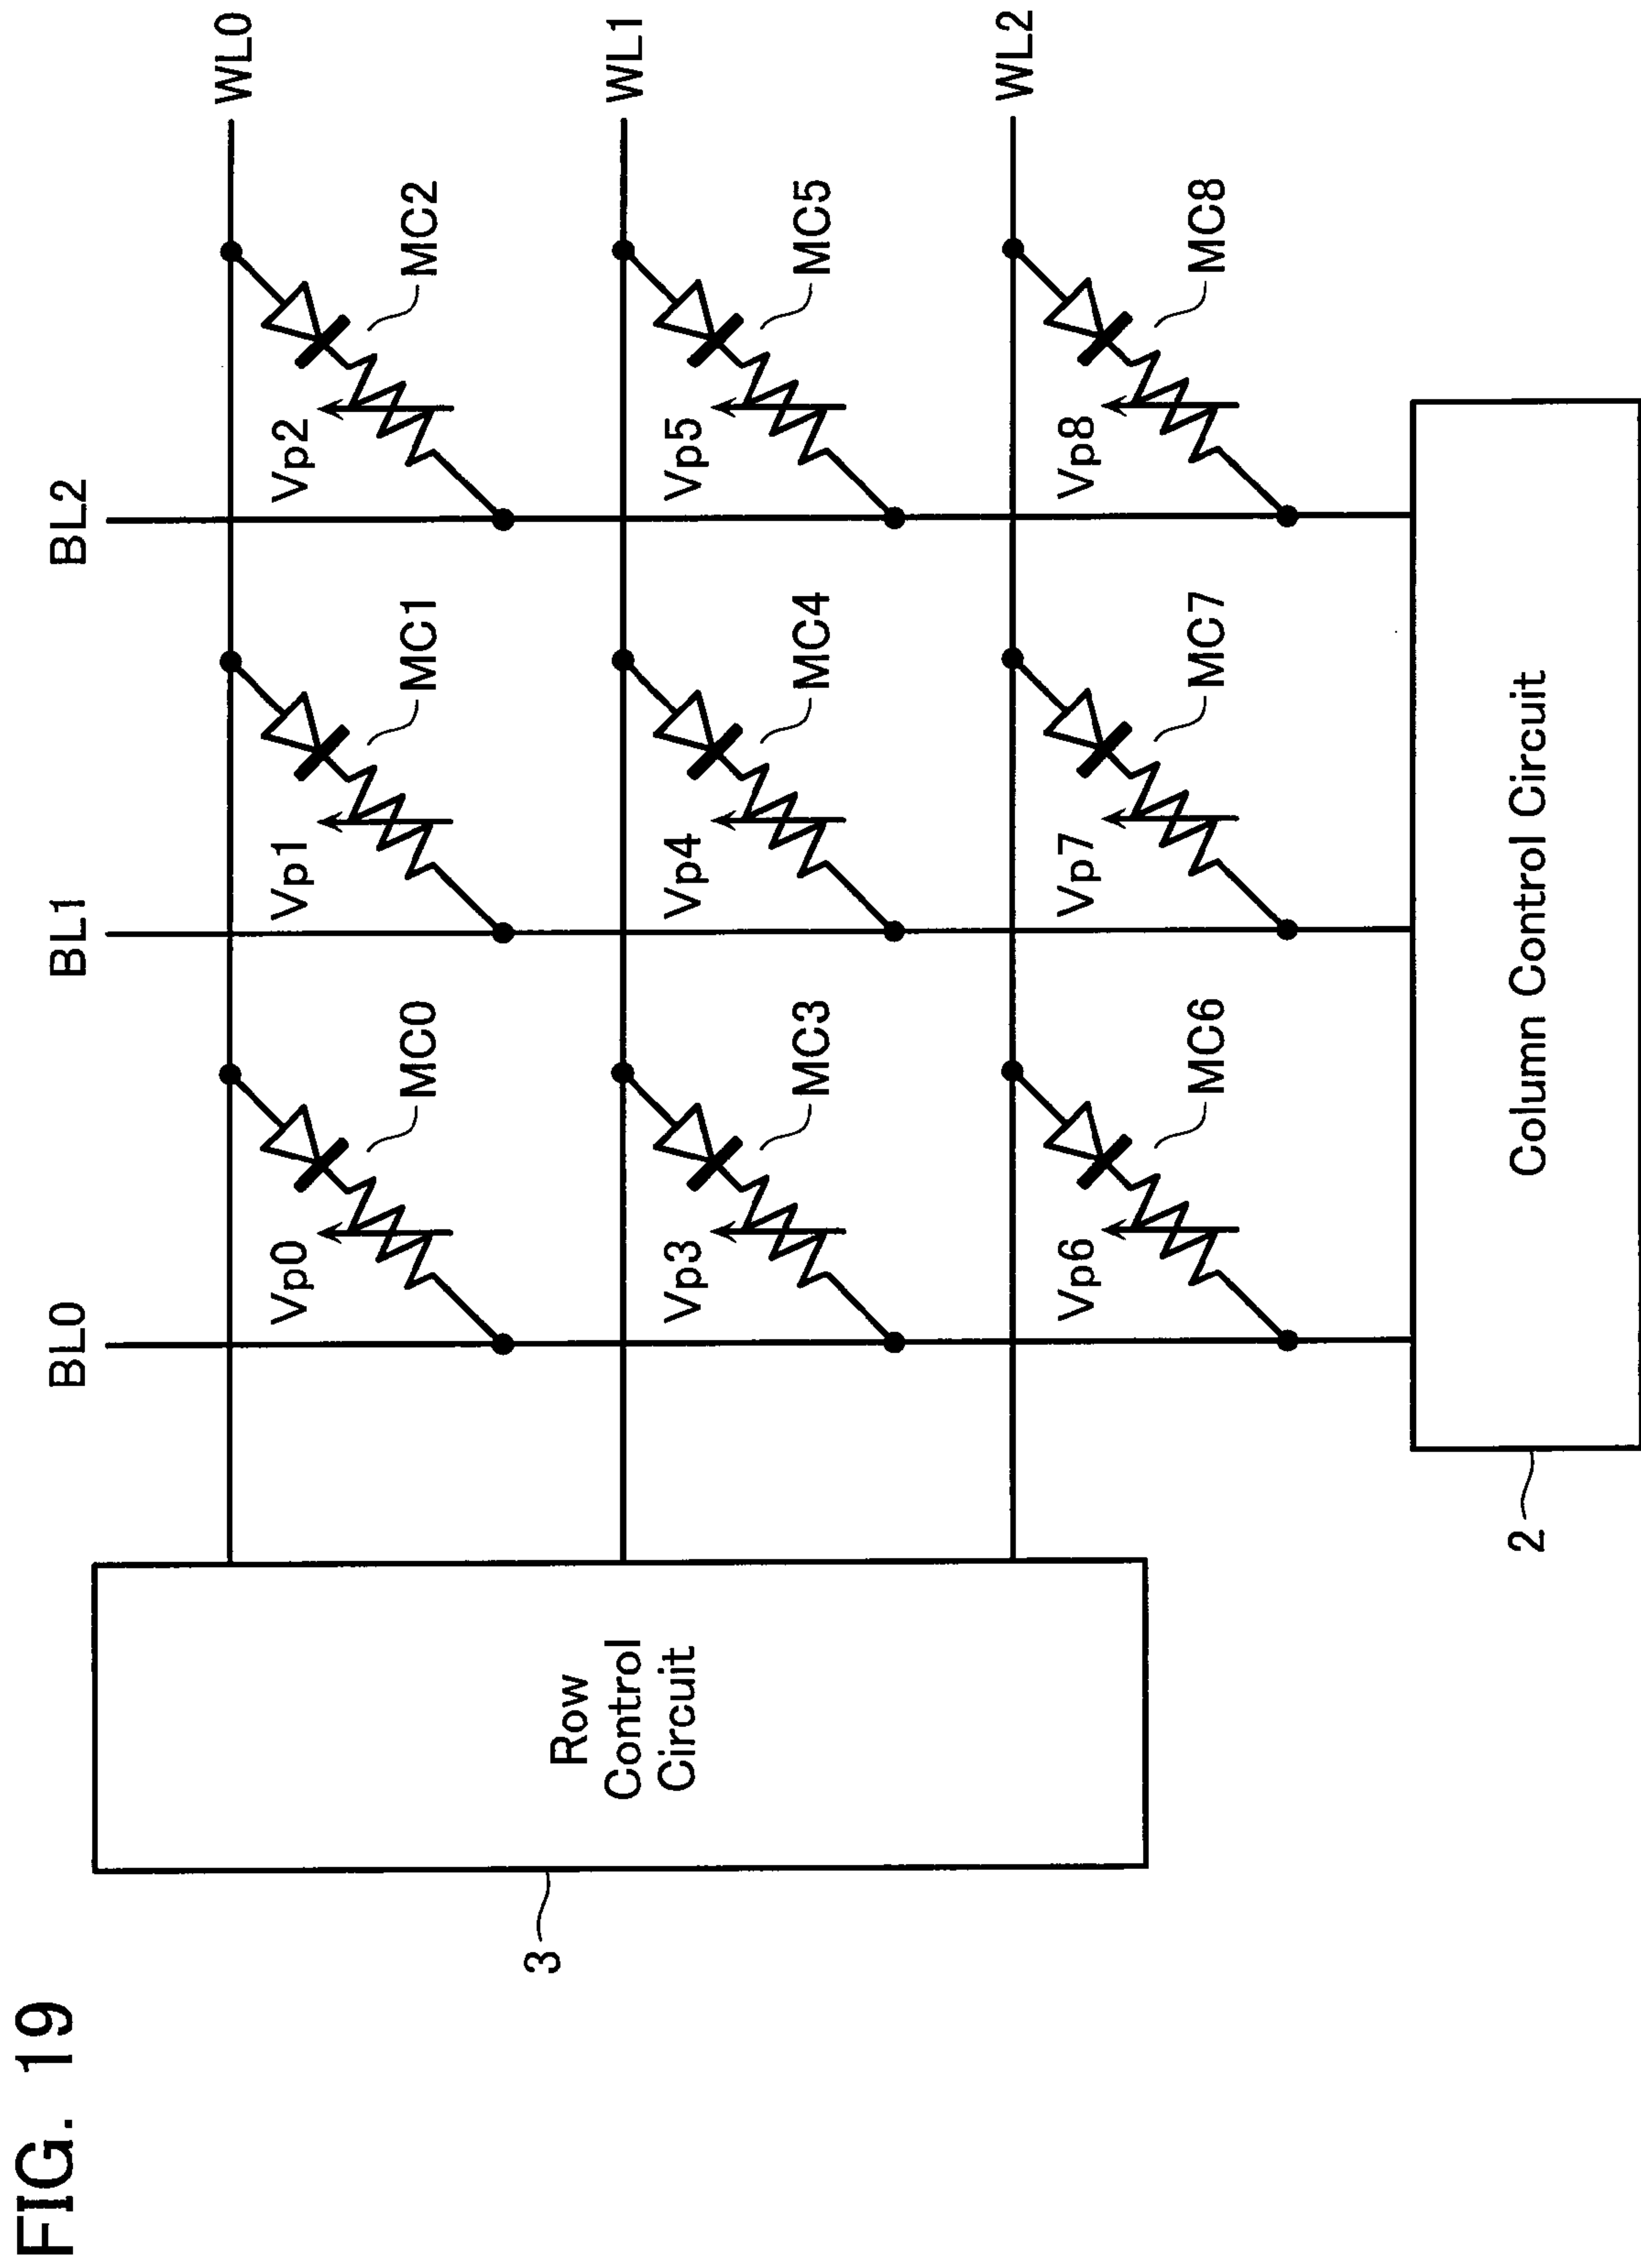 FIG. 19
BL0
BL1
BL2
WL0
Vp0
MC0
Vp1
MC1
Vp2
MC2
WL1
Vp3
MC3
Vp4
MC4
Vp5
MC5
WL2
Vp6
MC6
Vp7
MC7
Vp8
MC8
Row
Control
Circuit
3
Column Control Circuit
2